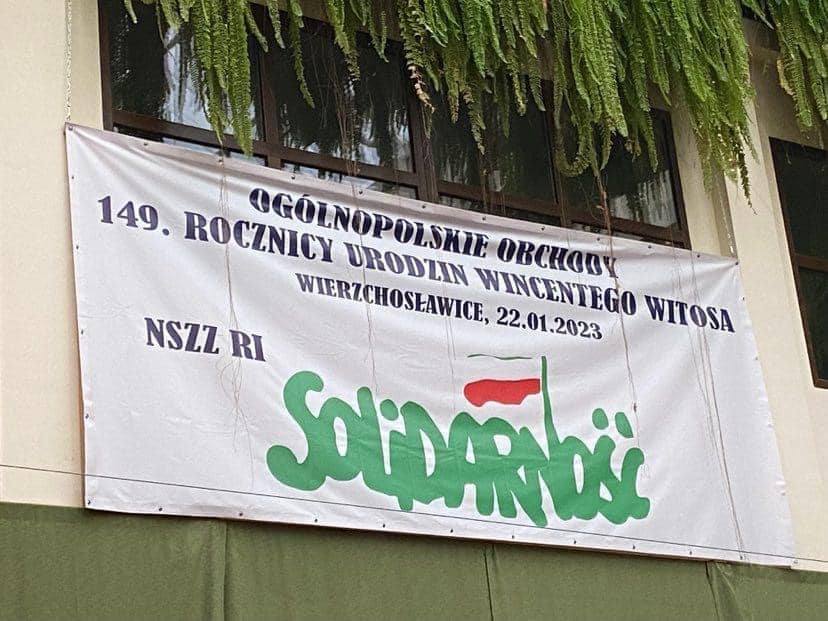 OGÓLNOPOLSKIE OBCHODY
149. ROCZNICY URODZIN WINCENTEGO WITOSA
WIERZCHOSŁAWICE, 22.01.2023
NSZZ RI
SOLiDARNOŚĆ